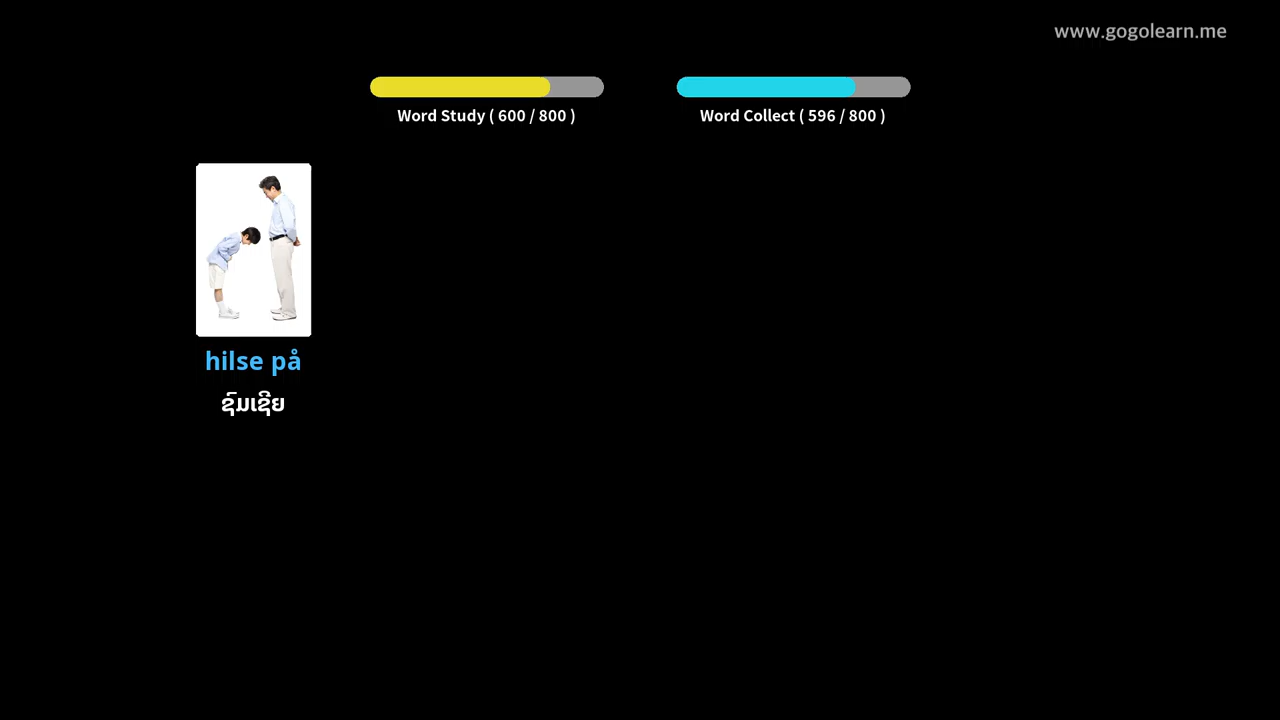 www.gogolearn.me
Word Study ( 600 / 800 )
Word Collect ( 596 / 800 )
hilse på
ຊົມເຊີຍ